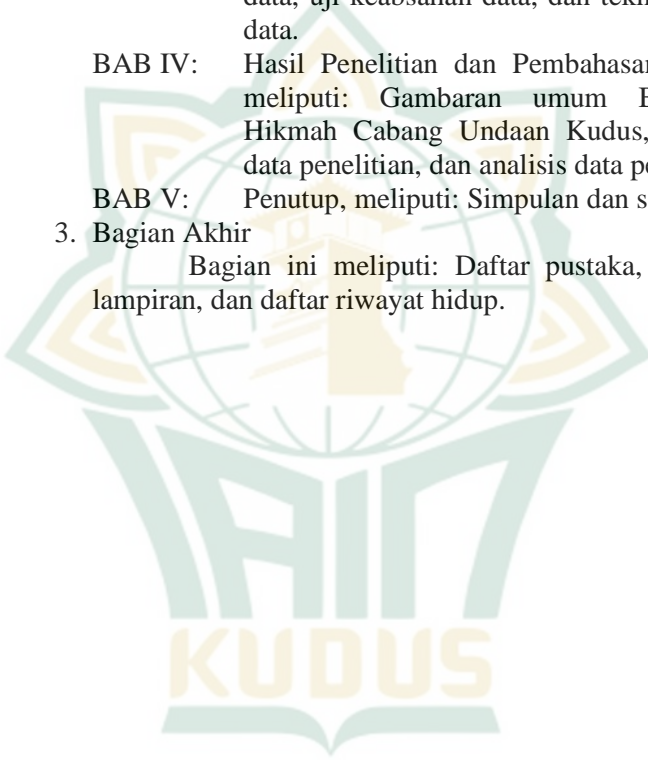 data, uji keabsahan data, dan
data.
BAB IV: Hasil Penelitian dan Pembahasan
meliputi: Gambaran umum
Hikmah Cabang Undaan Kudus,
data penelitian, dan analisis data
BAB V: Penutup, meliputi: Simpulan dan
3. Bagian Akhir
Bagian ini meliputi: Daftar pustaka,
lampiran, dan daftar riwayat hidup.
IAIN
KUDUS